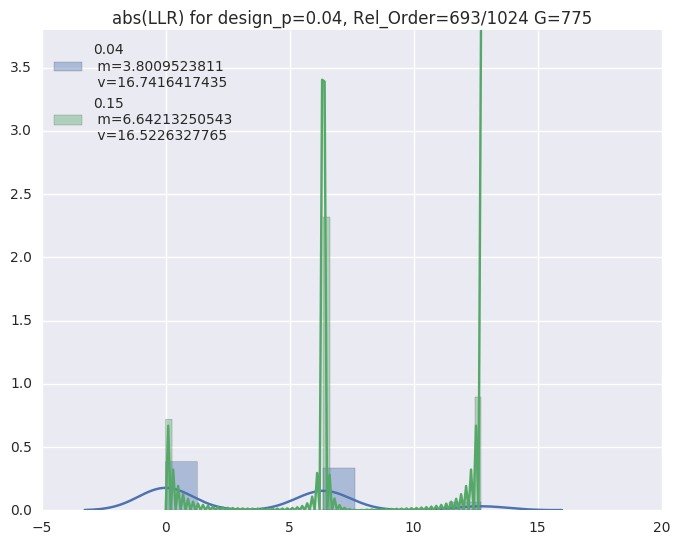 abs(LLR) for design_p=0.04, Rel_Order=693/1024 G=775
0.04
m=3.8009523811
v=16.7416417435
0.15
m=6.64213250543
v=16.5226327765
3.5
3.0
2.5
2.0
1.5
1.0
0.5
0.0
−5 0 5 10 15 20